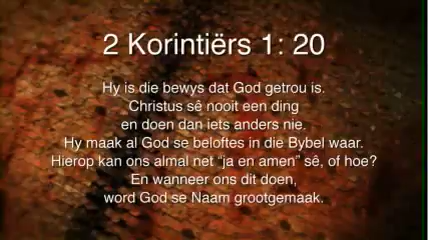 2 Korintiërs 1: 20
Hy is die bewys dat God getrou is.
Christus sê nooit een ding
en doen dan iets anders nie.
Hy maak al God se beloftes in die Bybel waar.
Hierop kan ons almal net “ja en amen” sê, of hoe?
En wanneer ons dit doen,
word God se Naam grootgemaak.